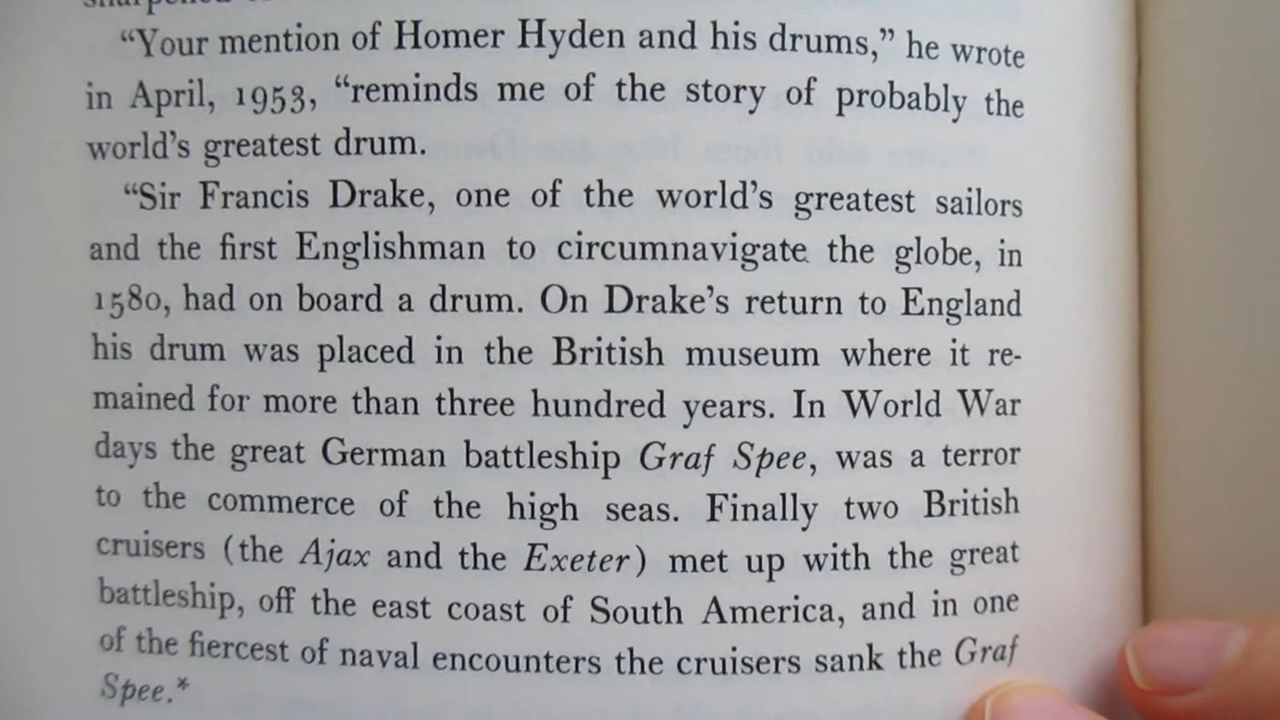 “Your mention of Homer Hyden and his drums,” he wrote
in April, 1953, “reminds me of the story of probably the
world’s greatest drum.
“Sir Francis Drake, one of the world’s greatest sailors
and the first Englishman to circumnavigate the globe, in
1580, had on board a drum. On Drake’s return to England
his drum was placed in the British museum where it re-
mained for more than three hundred years. In World War
days the great German battleship Graf Spee, was a terror
to the commerce of the high seas. Finally two British
cruisers (the Ajax and the Exeter) met up with the great
battleship, off the east coast of South America, and in one
of the fiercest of naval encounters the cruisers sank the Graf
Spee.*